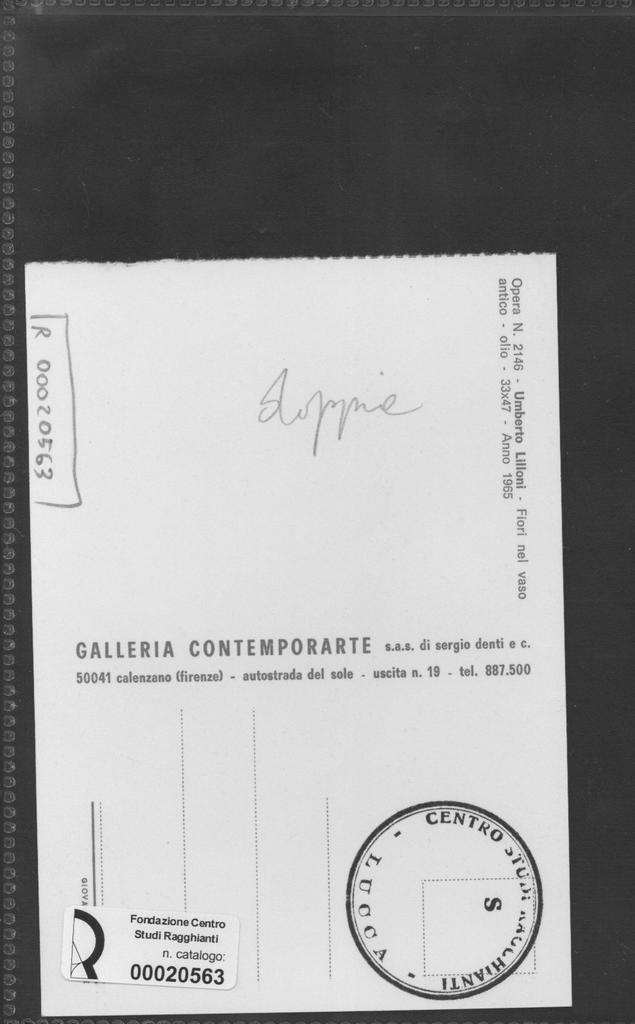 Opera N. 2146 - Umberto Lilloni - Fiori nel vaso
antico - olio - 33x47 - Anno 1965
R 00020563
doppie
GALLERIA CONTEMPORARTE s.a.s. di sergio denti e c.
50041 calenzano (firenze) - autostrada del sole - uscita n. 19 - tel. 887.500
CENTRO STUDI RAGGHIANTI
- LUCCA -
S
GIOVA
Fondazione Centro
Studi Ragghianti
n. catalogo:
00020563